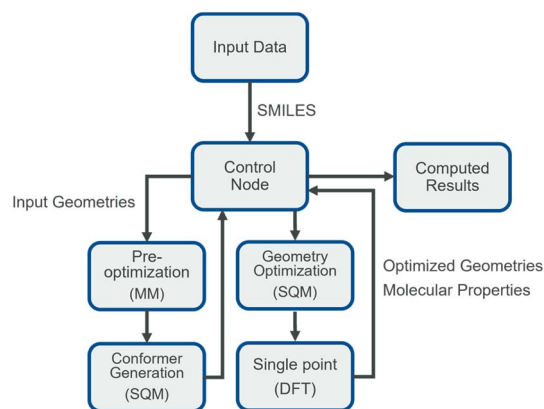 Input Data
SMILES
Control
Node
Computed
Results
Input Geometries
Pre-
optimization
(MM)
Geometry
Optimization
(SQM)
Optimized Geometries
Molecular Properties
Conformer
Generation
(SQM)
Single point
(DFT)